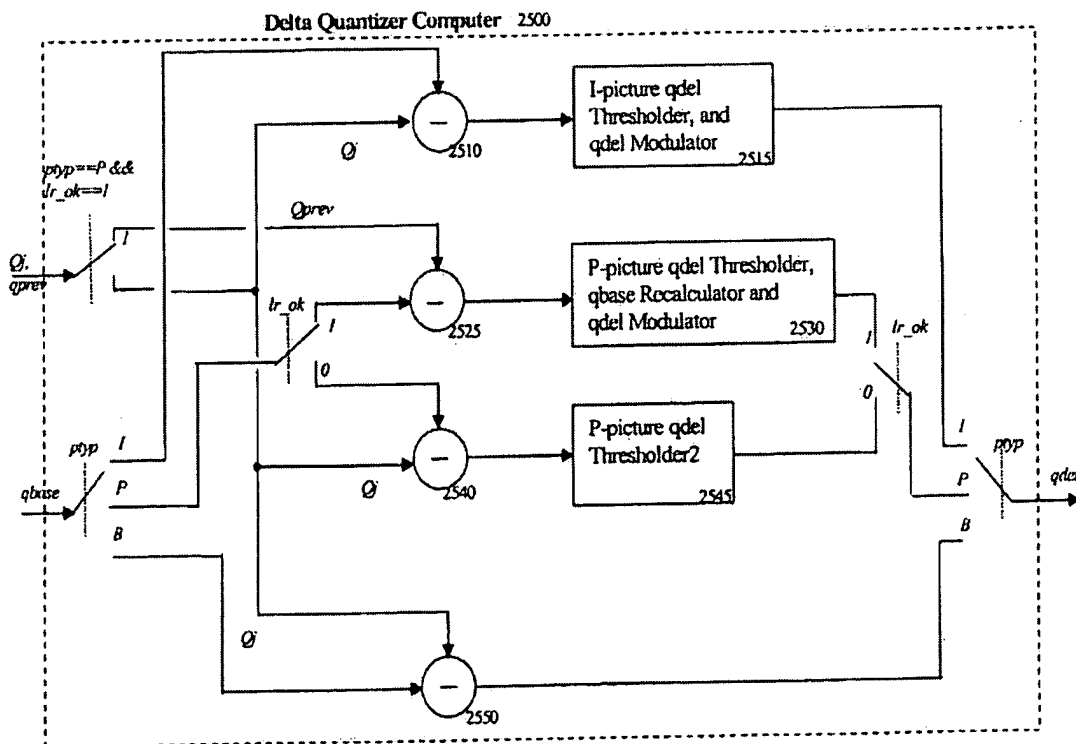 Delta Quantizer Computer 2500
I-picture qdel
Thresholder, and
qdel Modulator
2515
2510
Qj
ptyp==P &&
lr_ok==1
1
Qprev
Qj,
qprev
P-picture qdel Thresholder,
qbase Recalculator and
qdel Modulator
2530
2525
lr_ok
1
0
lr_ok
1
0
P-picture qdel
Thresholder2
2545
2540
Qj
ptyp
I
P
B
qbase
I
P
B
ptyp
Qj
2550